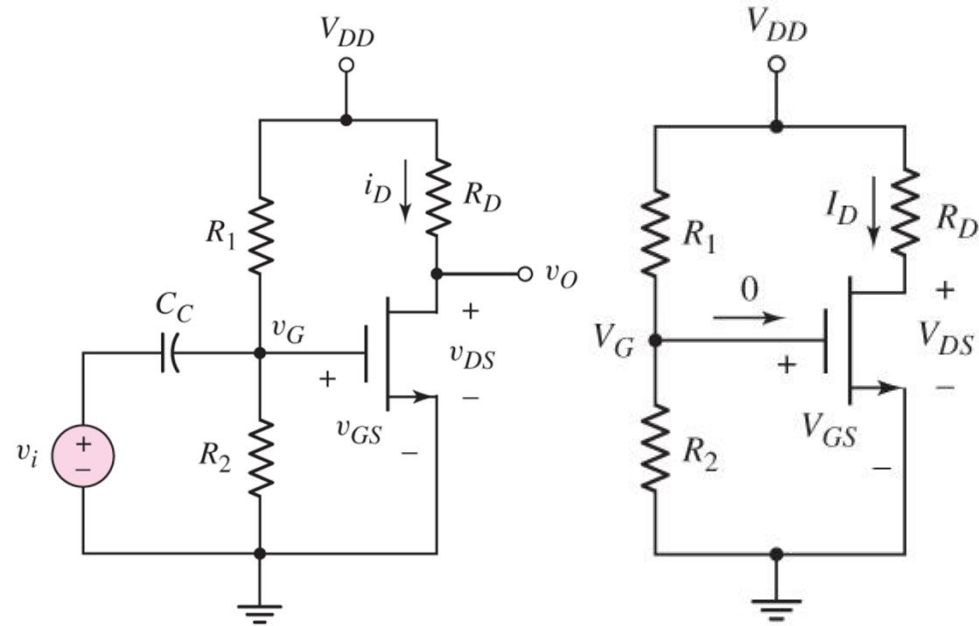 V_DD
i_D
R_D
R_1
v_O
C_C
v_G
+
+
v_DS
−
v_GS
−
v_i
+
−
R_2
V_DD
I_D
R_D
R_1
0
V_G
+
+
V_DS
−
V_GS
−
R_2